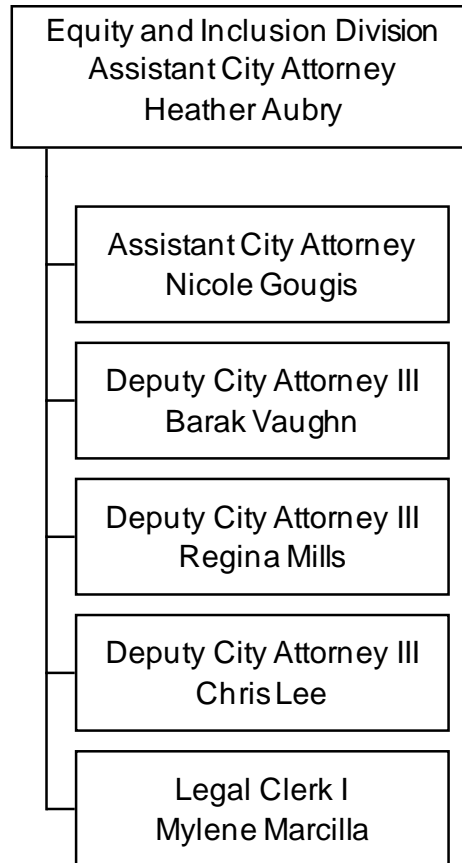 Equity and Inclusion Division
Assistant City Attorney
Heather Aubry
Assistant City Attorney
Nicole Gougis
Deputy City Attorney III
Barak Vaughn
Deputy City Attorney III
Regina Mills
Deputy City Attorney III
Chris Lee
Legal Clerk I
Mylene Marcilla